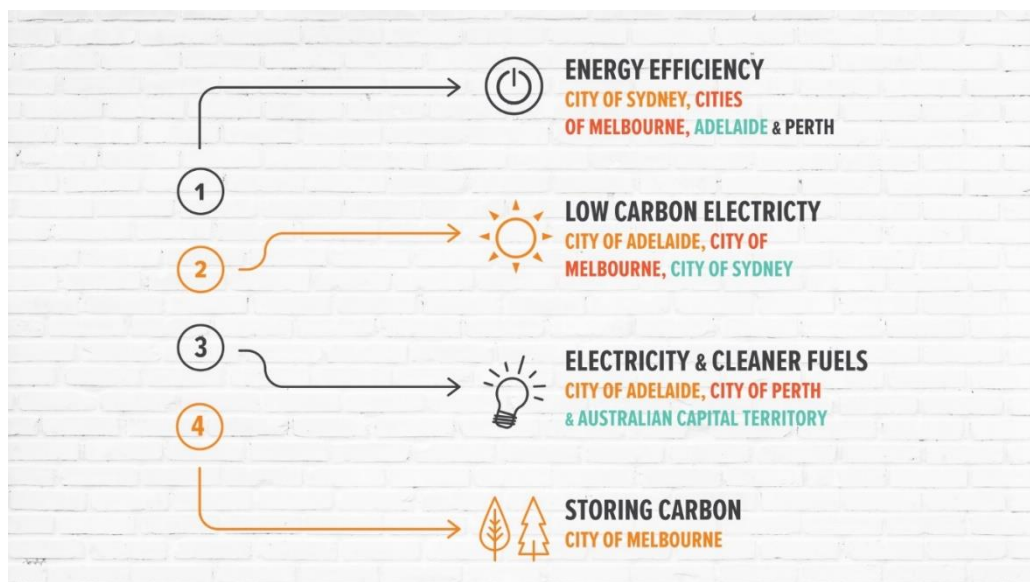 1
ENERGY EFFICIENCY
CITY OF SYDNEY, CITIES
OF MELBOURNE, ADELAIDE & PERTH
2
LOW CARBON ELECTRICTY
CITY OF ADELAIDE, CITY OF
MELBOURNE, CITY OF SYDNEY
3
ELECTRICITY & CLEANER FUELS
CITY OF ADELAIDE, CITY OF PERTH
& AUSTRALIAN CAPITAL TERRITORY
4
STORING CARBON
CITY OF MELBOURNE